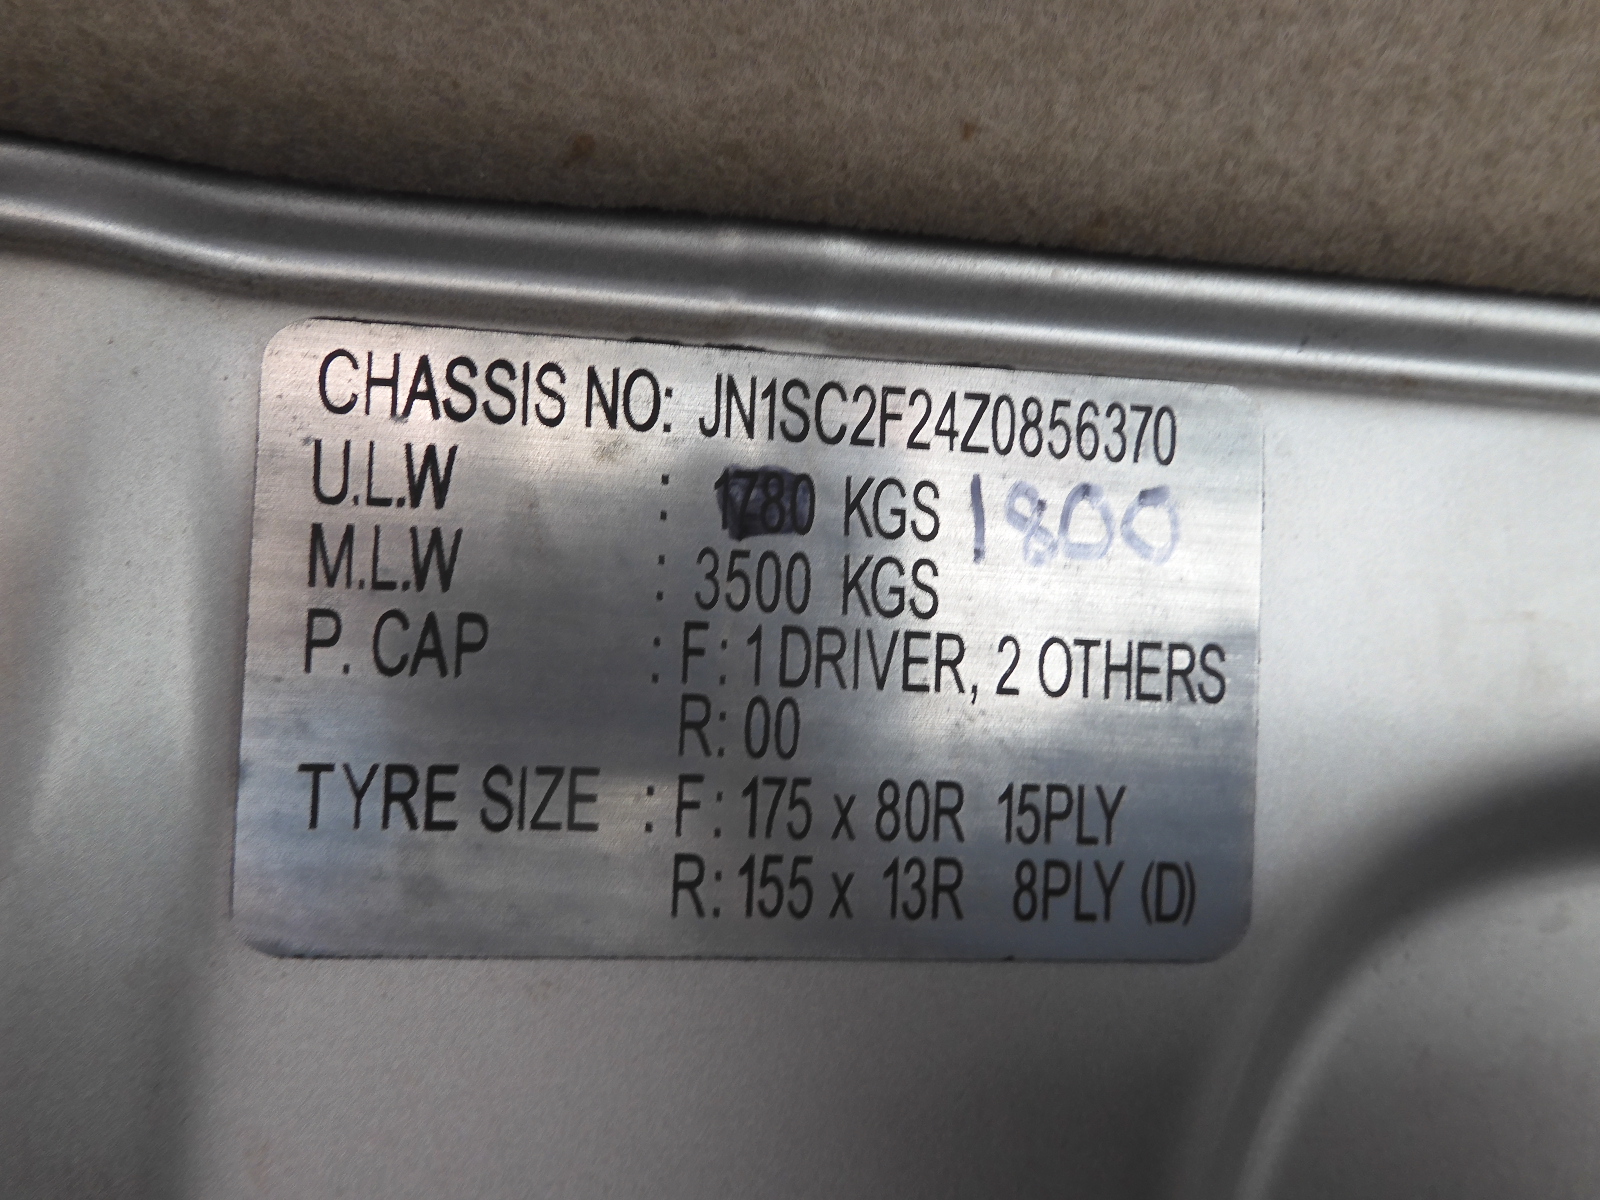 CHASSIS NO: JN1SC2F24Z0856370
U.L.W : 1780 KGS 1800
M.L.W : 3500 KGS
P. CAP : F: 1 DRIVER, 2 OTHERS
R: 00
TYRE SIZE : F: 175 x 80R 15PLY
R: 155 x 13R 8PLY (D)